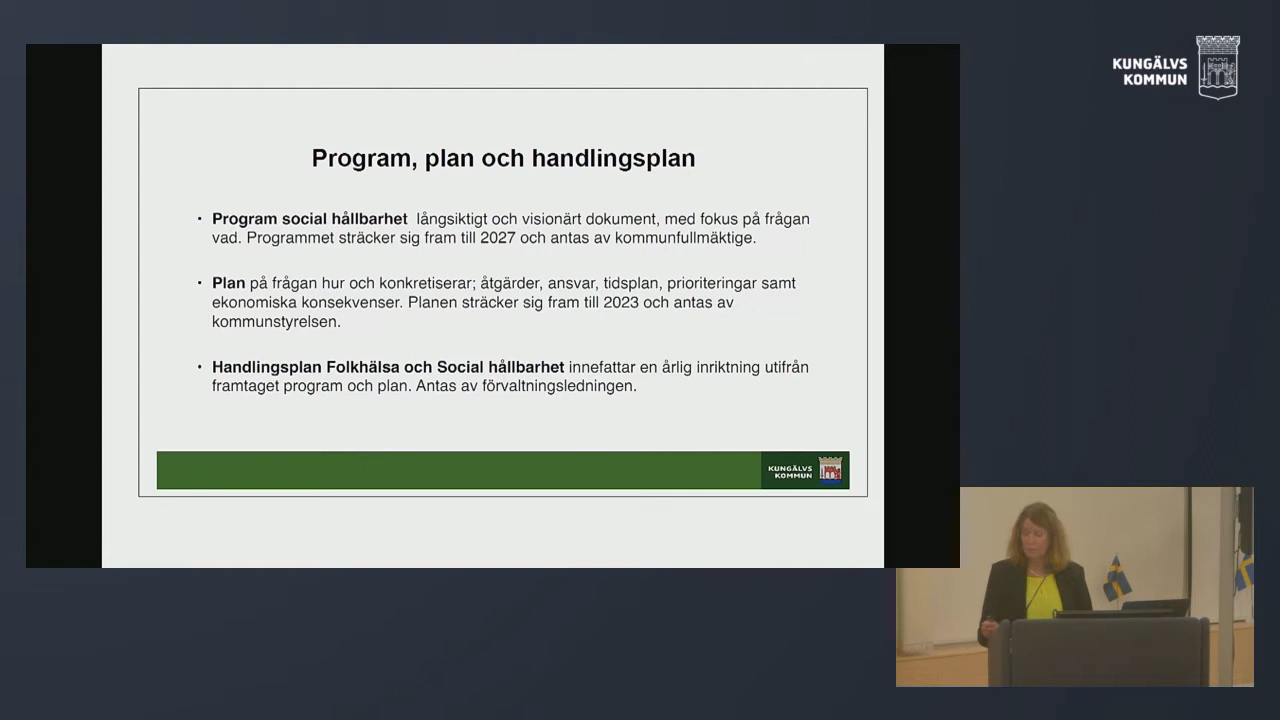 KUNGÄLVS
KOMMUN
Program, plan och handlingsplan
• Program social hållbarhet långsiktigt och visionärt dokument, med fokus på frågan
vad. Programmet sträcker sig fram till 2027 och antas av kommunfullmäktige.
• Plan på frågan hur och konkretiserar; åtgärder, ansvar, tidsplan, prioriteringar samt
ekonomiska konsekvenser. Planen sträcker sig fram till 2023 och antas av
kommunstyrelsen.
• Handlingsplan Folkhälsa och Social hållbarhet innefattar en årlig inriktning utifrån
framtaget program och plan. Antas av förvaltningsledningen.
KUNGÄLVS
KOMMUN